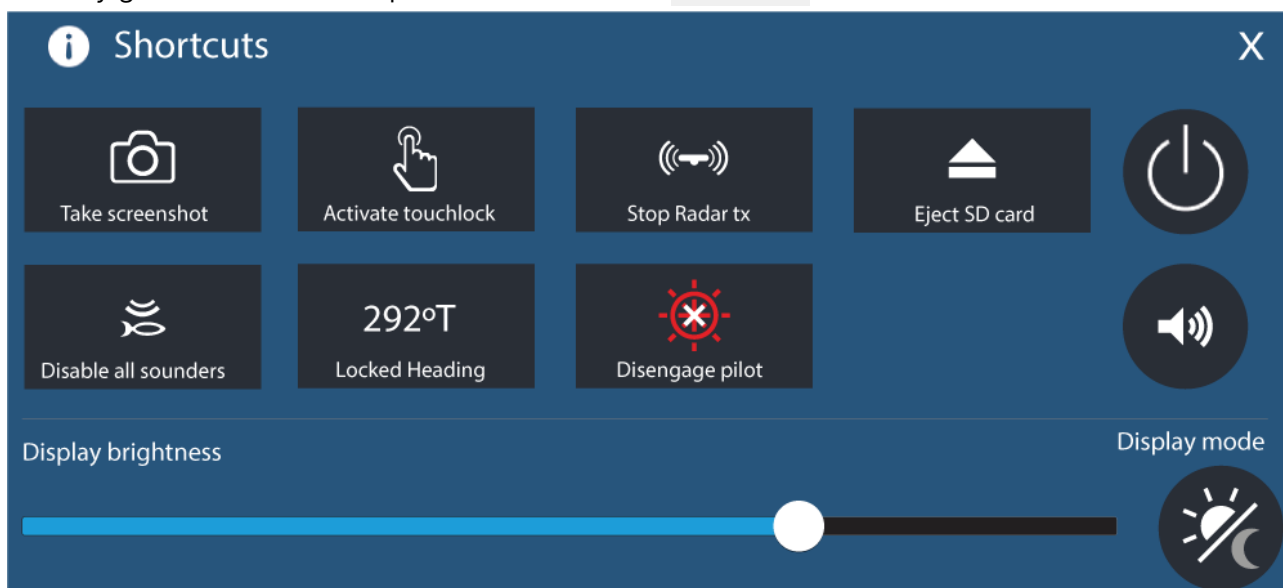 Shortcuts X
Take screenshot
Activate touchlock
Stop Radar tx
Eject SD card
Disable all sounders
292ºT
Locked Heading
Disengage pilot
Display brightness
Display mode